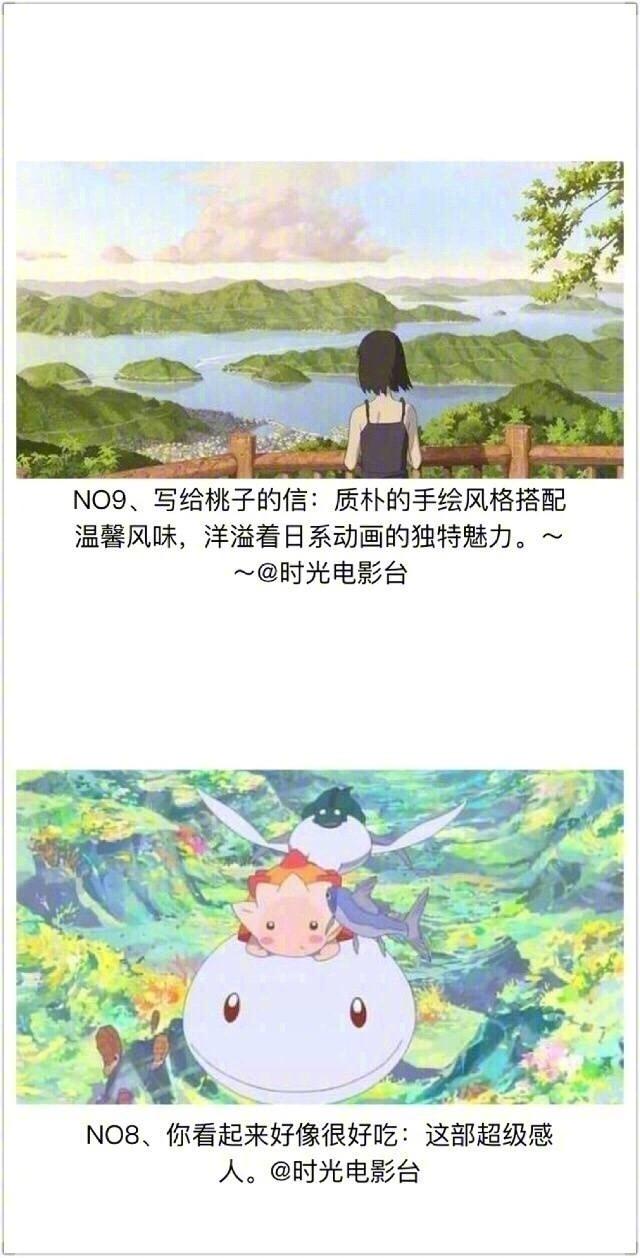 NO9、写给桃子的信：质朴的手绘风格搭配
温馨风味，洋溢着日系动画的独特魅力。～
～@时光电影台
NO8、你看起来好像很好吃：这部超级感
人。@时光电影台